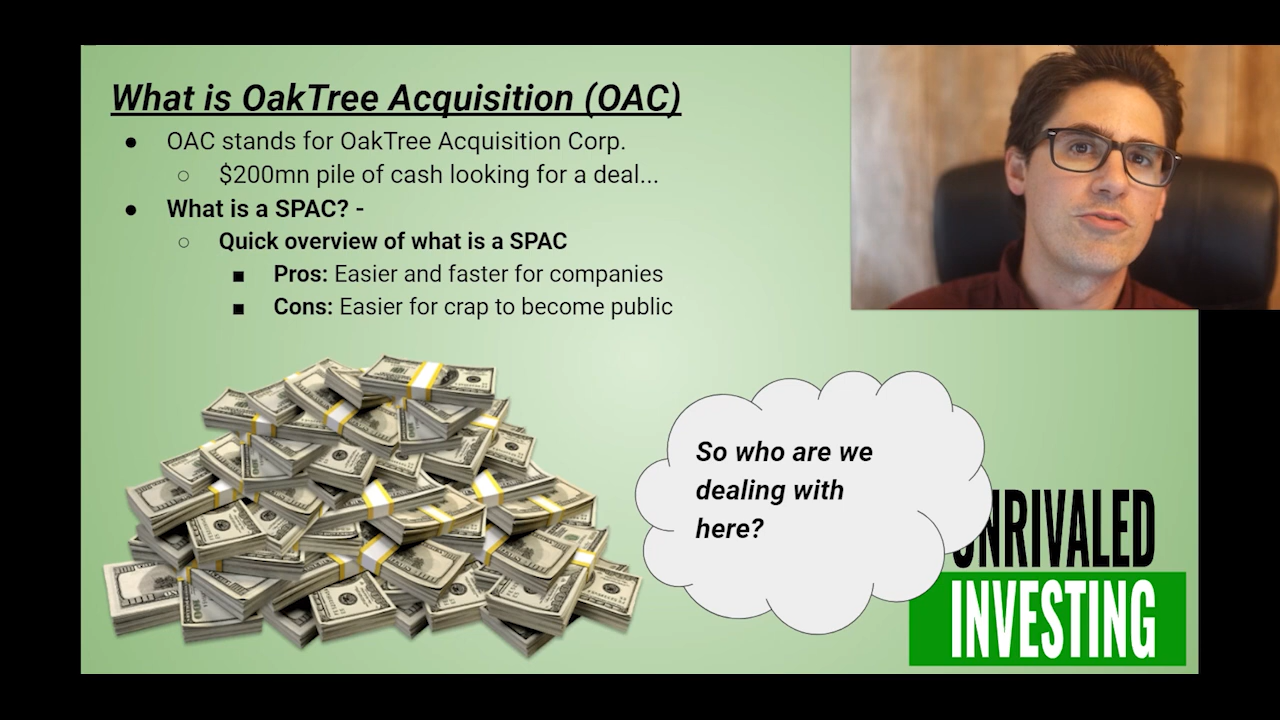 What is OakTree Acquisition (OAC)
● OAC stands for OakTree Acquisition Corp.
○ $200mn pile of cash looking for a deal...
● What is a SPAC? -
○ Quick overview of what is a SPAC
■ Pros: Easier and faster for companies
■ Cons: Easier for crap to become public
So who are we
dealing with
here?
NRIVALED
INVESTING